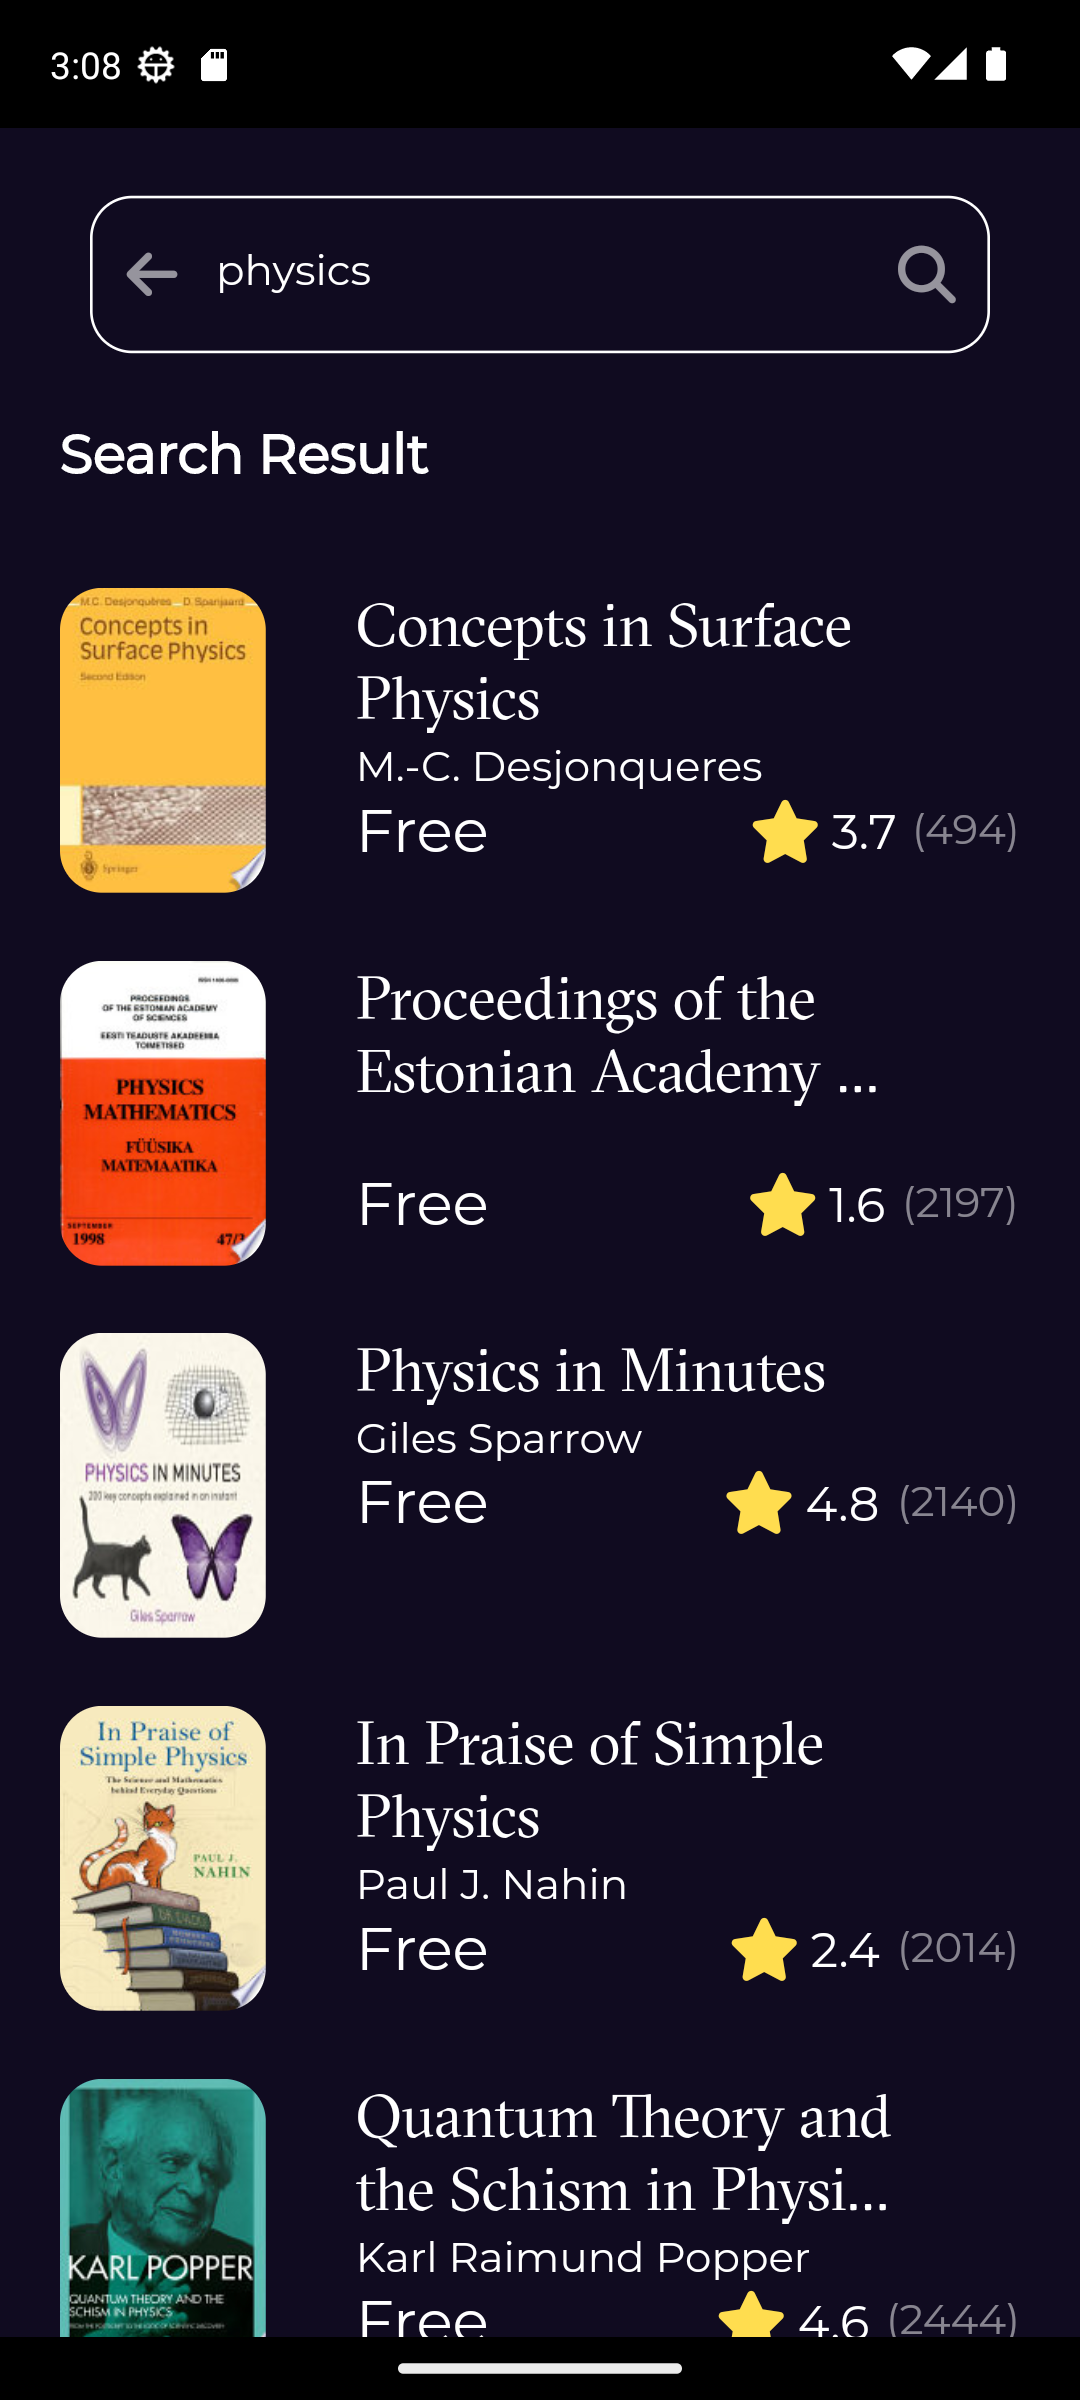 3:08
physics
Search Result
M.C. Desjonquères D. Spanjaard
Concepts in
Surface Physics
Second Edition
Springer
Concepts in Surface
Physics
M.-C. Desjonqueres
Free 3.7 (494)
PROCEEDINGS
OF THE ESTONIAN ACADEMY
OF SCIENCES
EESTI TEADUSTE AKADEEMIA
TOIMETISED
PHYSICS
MATHEMATICS
FÜÜSIKA
MATEMAATIKA
SEPTEMBER
1998 47/3
Proceedings of the
Estonian Academy ...
Free 1.6 (2197)
PHYSICS IN MINUTES
200 key concepts explained in an instant
Giles Sparrow
Physics in Minutes
Giles Sparrow
Free 4.8 (2140)
In Praise of
Simple Physics
The Science and Mathematics
behind Everyday Questions
PAUL J.
NAHIN
In Praise of Simple
Physics
Paul J. Nahin
Free 2.4 (2014)
KARL POPPER
QUANTUM THEORY AND THE
SCHISM IN PHYSICS
Quantum Theory and
the Schism in Physi...
Karl Raimund Popper
Free 4.6 (2444)